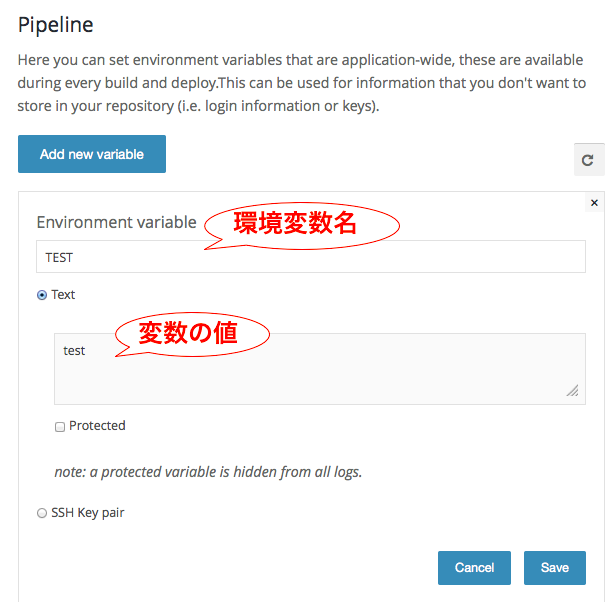 Pipeline
Here you can set environment variables that are application-wide, these are available
during every build and deploy.This can be used for information that you don't want to
store in your repository (i.e. login information or keys).
Add new variable
Environment variable
環境変数名
TEST
Text
変数の値
test
Protected
note: a protected variable is hidden from all logs.
SSH Key pair
Cancel
Save